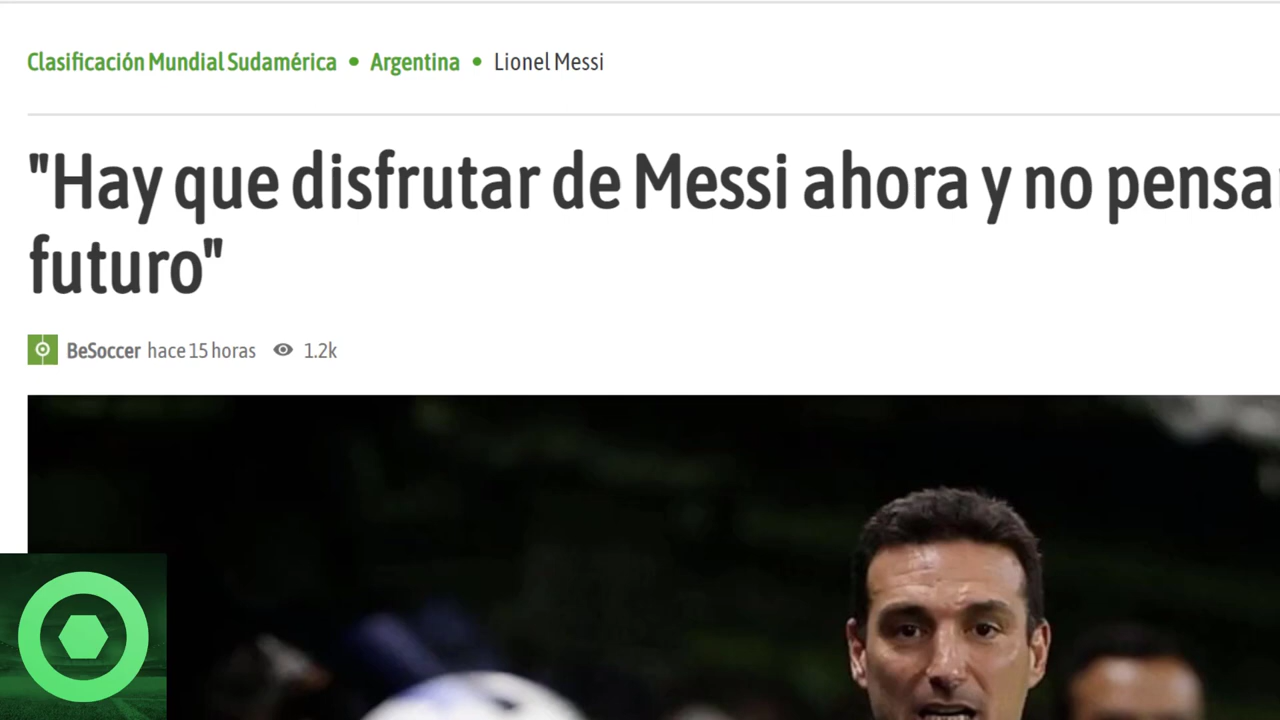 Clasificación Mundial Sudamérica • Argentina • Lionel Messi
"Hay que disfrutar de Messi ahora y no pensa
futuro"
BeSoccer hace 15 horas 1.2k